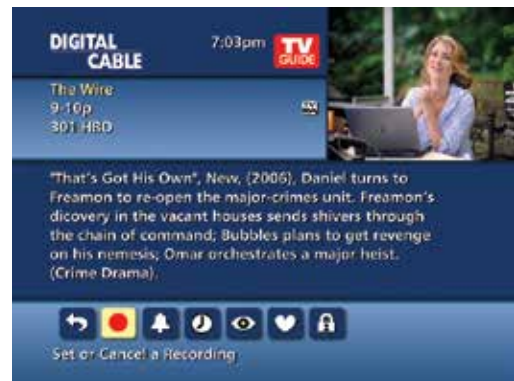 DIGITAL
CABLE
7:03pm
TV
GUIDE
The Wire
9-10p
301 HBO
"That's Got His Own", New, (2006), Daniel turns to
Freamon to re-open the major-crimes unit. Freamon's
dicovery in the vacant houses sends shivers through
the chain of command; Bubbles plans to get revenge
on his nemesis; Omar orchestrates a major heist.
(Crime Drama).
Set or Cancel a Recording